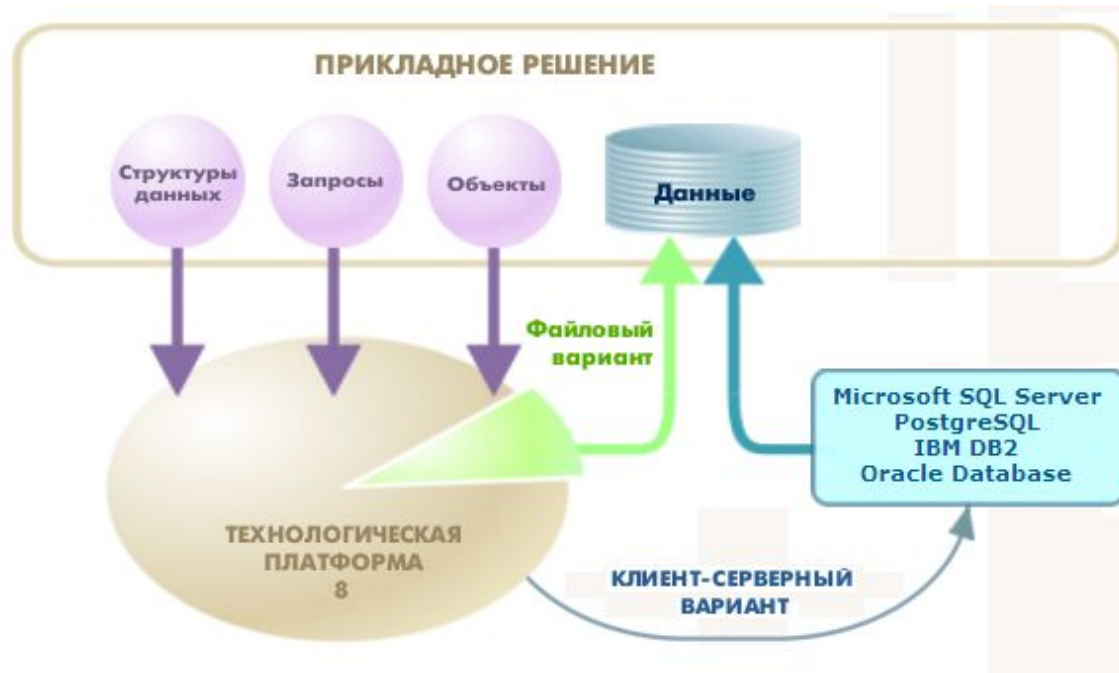 ПРИКЛАДНОЕ РЕШЕНИЕ
Структуры
данных
Запросы
Объекты
Данные
Файловый
вариант
Microsoft SQL Server
PostgreSQL
IBM DB2
Oracle Database
ТЕХНОЛОГИЧЕСКАЯ
ПЛАТФОРМА
8
КЛИЕНТ-СЕРВЕРНЫЙ
ВАРИАНТ